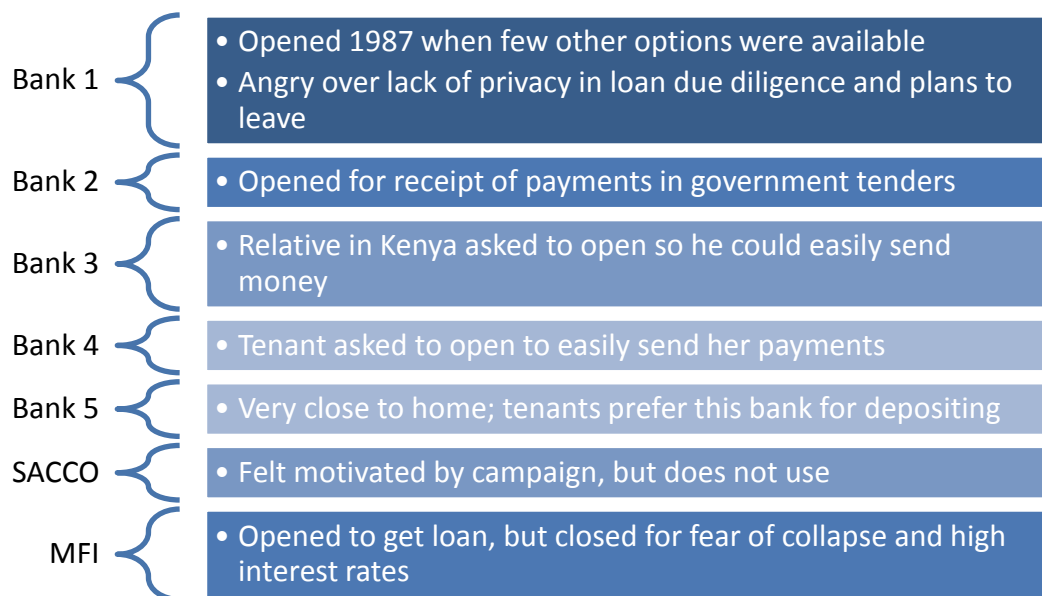 Bank 1
• Opened 1987 when few other options were available
• Angry over lack of privacy in loan due diligence and plans to
leave
Bank 2
• Opened for receipt of payments in government tenders
Bank 3
• Relative in Kenya asked to open so he could easily send
money
Bank 4
• Tenant asked to open to easily send her payments
Bank 5
• Very close to home; tenants prefer this bank for depositing
SACCO
• Felt motivated by campaign, but does not use
MFI
• Opened to get loan, but closed for fear of collapse and high
interest rates